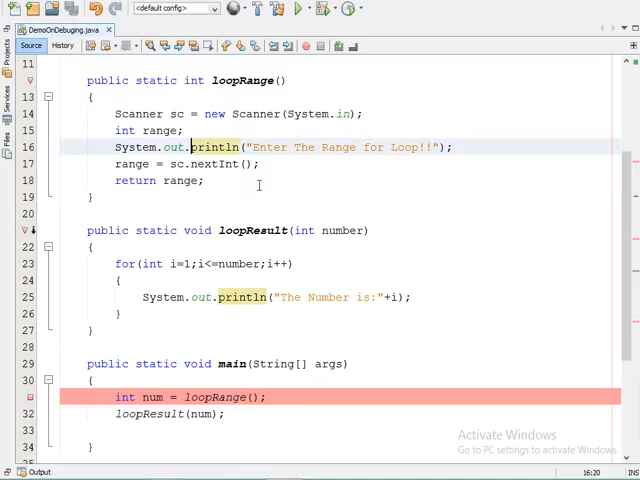 <default config>
DemoOnDebuging.java
Source History
Projects
Services
Files
11
public static int loopRange()
13 {
14 Scanner sc = new Scanner(System.in);
15 int range;
16 System.out.println("Enter The Range for Loop!!");
17 range = sc.nextInt();
18 return range;
19 }
20
public static void loopResult(int number)
22 {
23 for(int i=1;i<=number;i++)
24 {
25 System.out.println("The Number is:"+i);
26 }
27 }
28
29 public static void main(String[] args)
30 {
int num = loopRange();
32 loopResult(num);
33
34 }
Activate Windows
Go to PC settings to activate Windows.
Output
16:20 INS